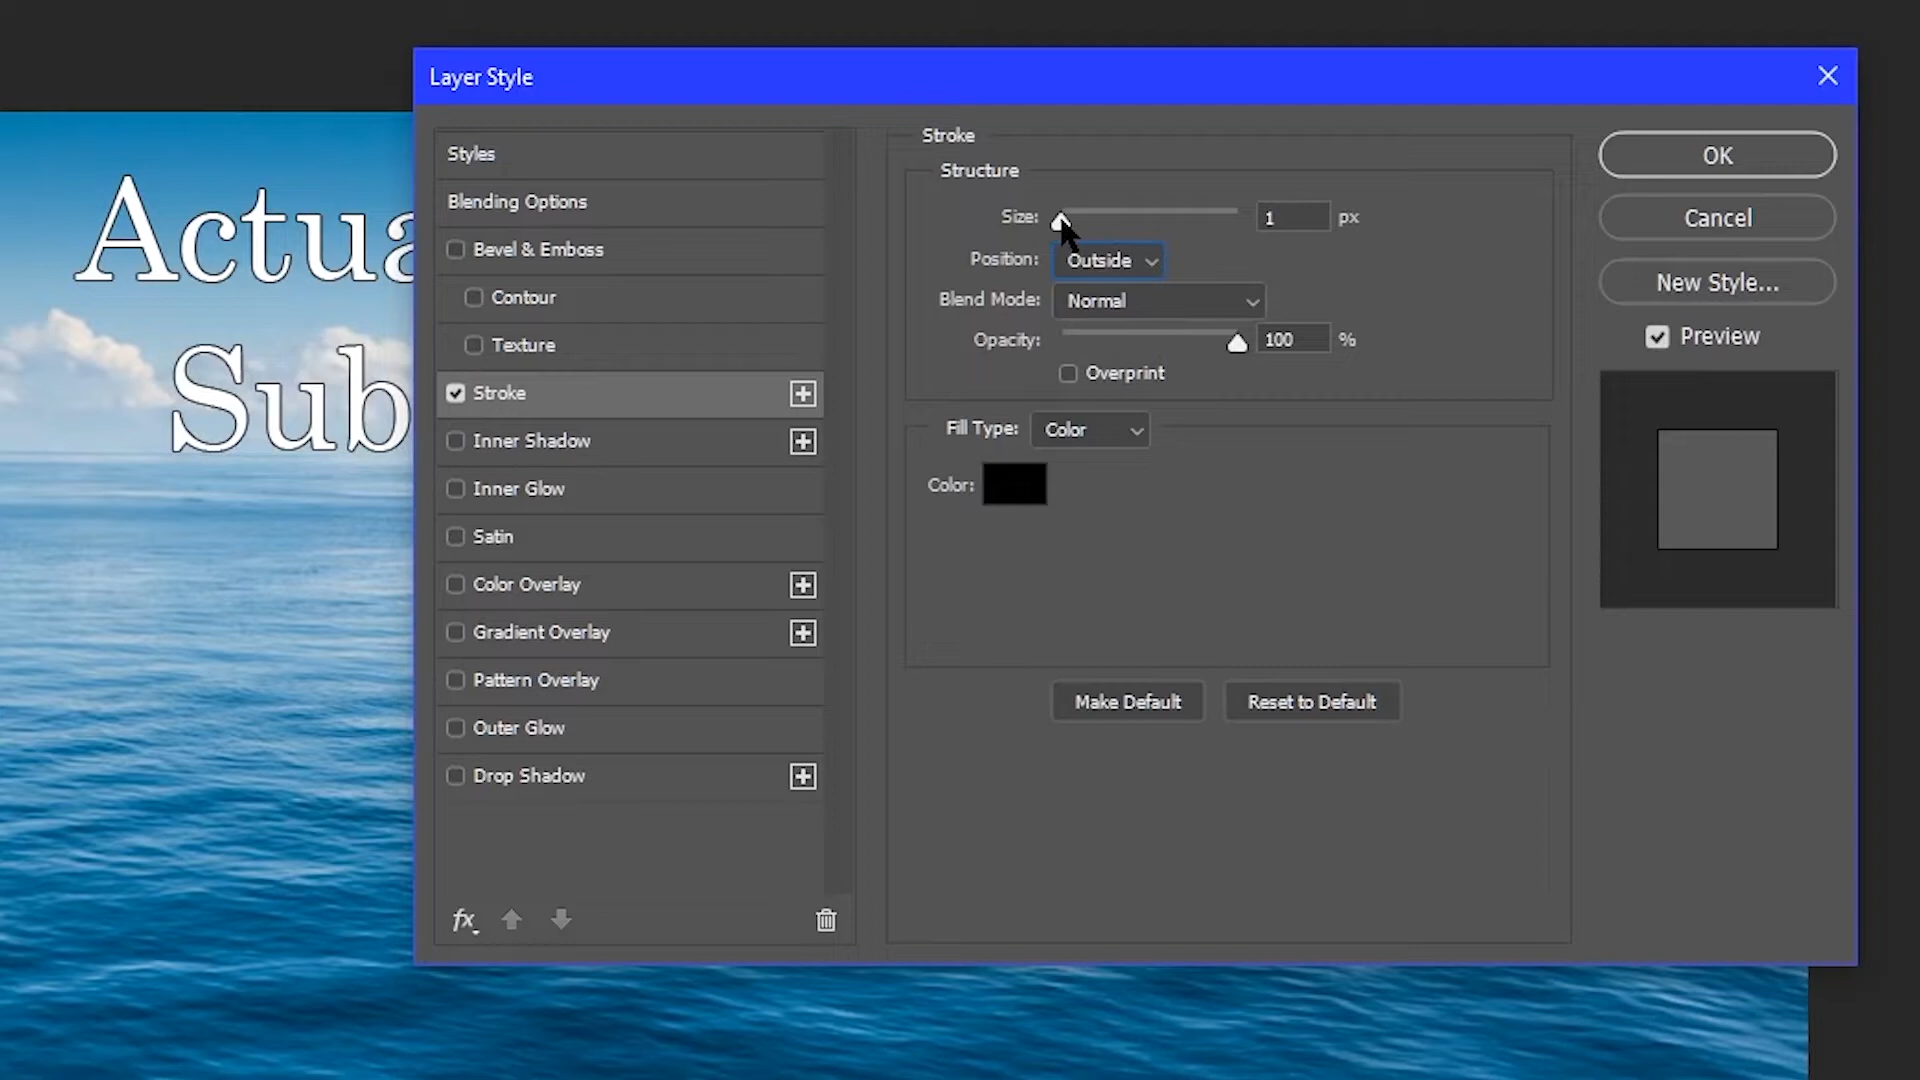 Layer Style
Actua
Sub
Styles
Blending Options
Bevel & Emboss
Contour
Texture
Stroke
Inner Shadow
Inner Glow
Satin
Color Overlay
Gradient Overlay
Pattern Overlay
Outer Glow
Drop Shadow
fx
Stroke
Structure
Size: 1 px
Position: Outside
Blend Mode: Normal
Opacity: 100 %
Overprint
Fill Type: Color
Color:
Make Default Reset to Default
OK
Cancel
New Style...
Preview